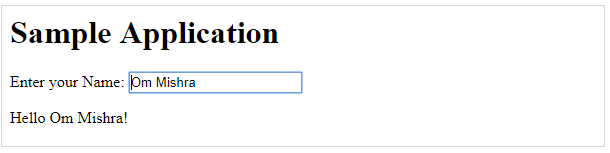 Sample Application
Enter your Name: Om Mishra
Hello Om Mishra!